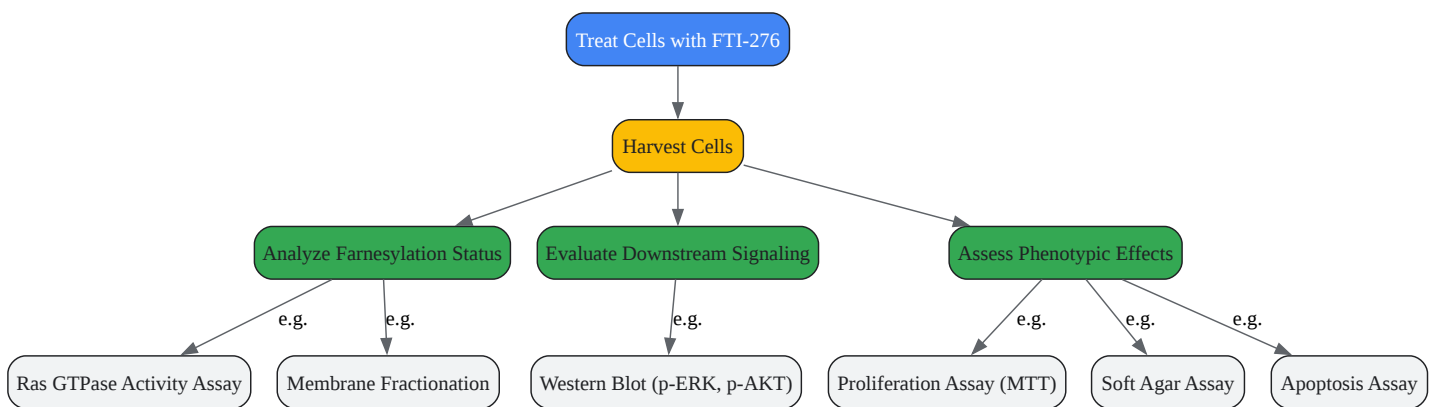 Treat Cells with FTI-276
Harvest Cells
Analyze Farnesylation Status
Evaluate Downstream Signaling
Assess Phenotypic Effects
e.g.
e.g.
e.g.
e.g.
e.g.
e.g.
Ras GTPase Activity Assay
Membrane Fractionation
Western Blot (p-ERK, p-AKT)
Proliferation Assay (MTT)
Soft Agar Assay
Apoptosis Assay